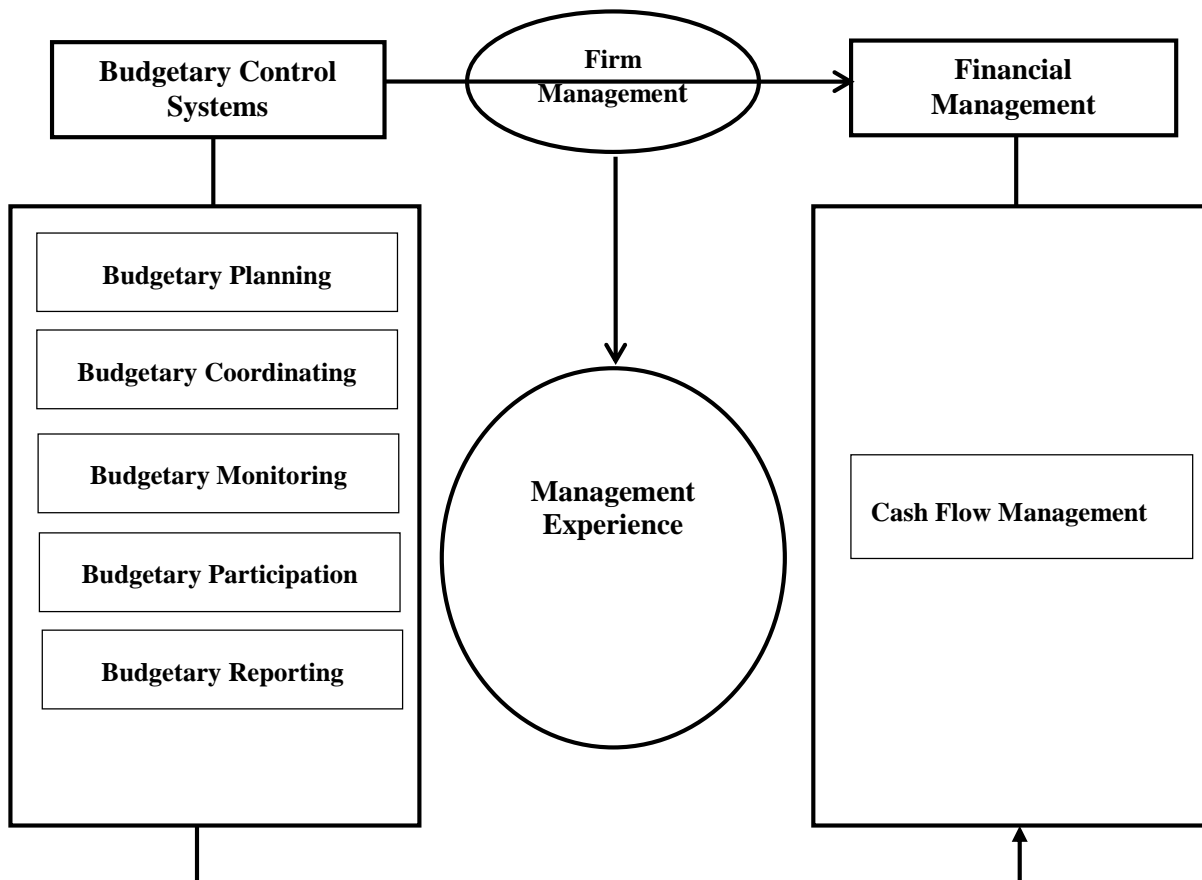 Budgetary Control
Systems
Firm
Management
Financial
Management
Budgetary Planning
Budgetary Coordinating
Budgetary Monitoring
Budgetary Participation
Budgetary Reporting
Management
Experience
Cash Flow Management